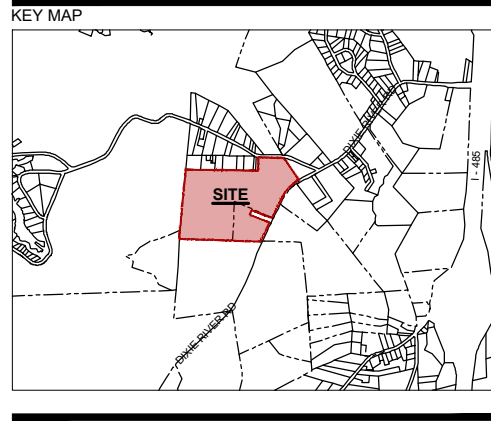 KEY MAP
DIXIE RIVER RD
I - 485
SITE
DIXIE RIVER RD